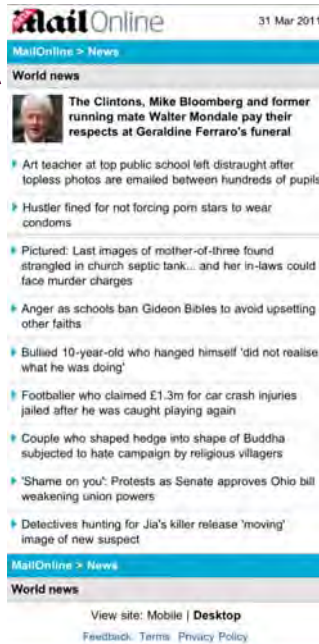 Mail Online
31 Mar 2011
MailOnline > News
World news
The Clintons, Mike Bloomberg and former
running mate Walter Mondale pay their
respects at Geraldine Ferraro's funeral
Art teacher at top public school left distraught after
topless photos are emailed between hundreds of pupils
Hustler fined for not forcing porn stars to wear
condoms
Pictured: Last images of mother-of-three found
strangled in church septic tank... and her in-laws could
face murder charges
Anger as schools ban Gideon Bibles to avoid upsetting
other faiths
Bullied 10-year-old who hanged himself 'did not realise
what he was doing'
Footballer who claimed £1.3m for car crash injuries
jailed after he was caught playing again
Couple who shaped hedge into shape of Buddha
subjected to hate campaign by religious villagers
'Shame on you': Protests as Senate approves Ohio bill
weakening union powers
Detectives hunting for Jia's killer release 'moving'
image of new suspect
MailOnline > News
World news
View site: Mobile | Desktop
Feedback Terms Privacy Policy